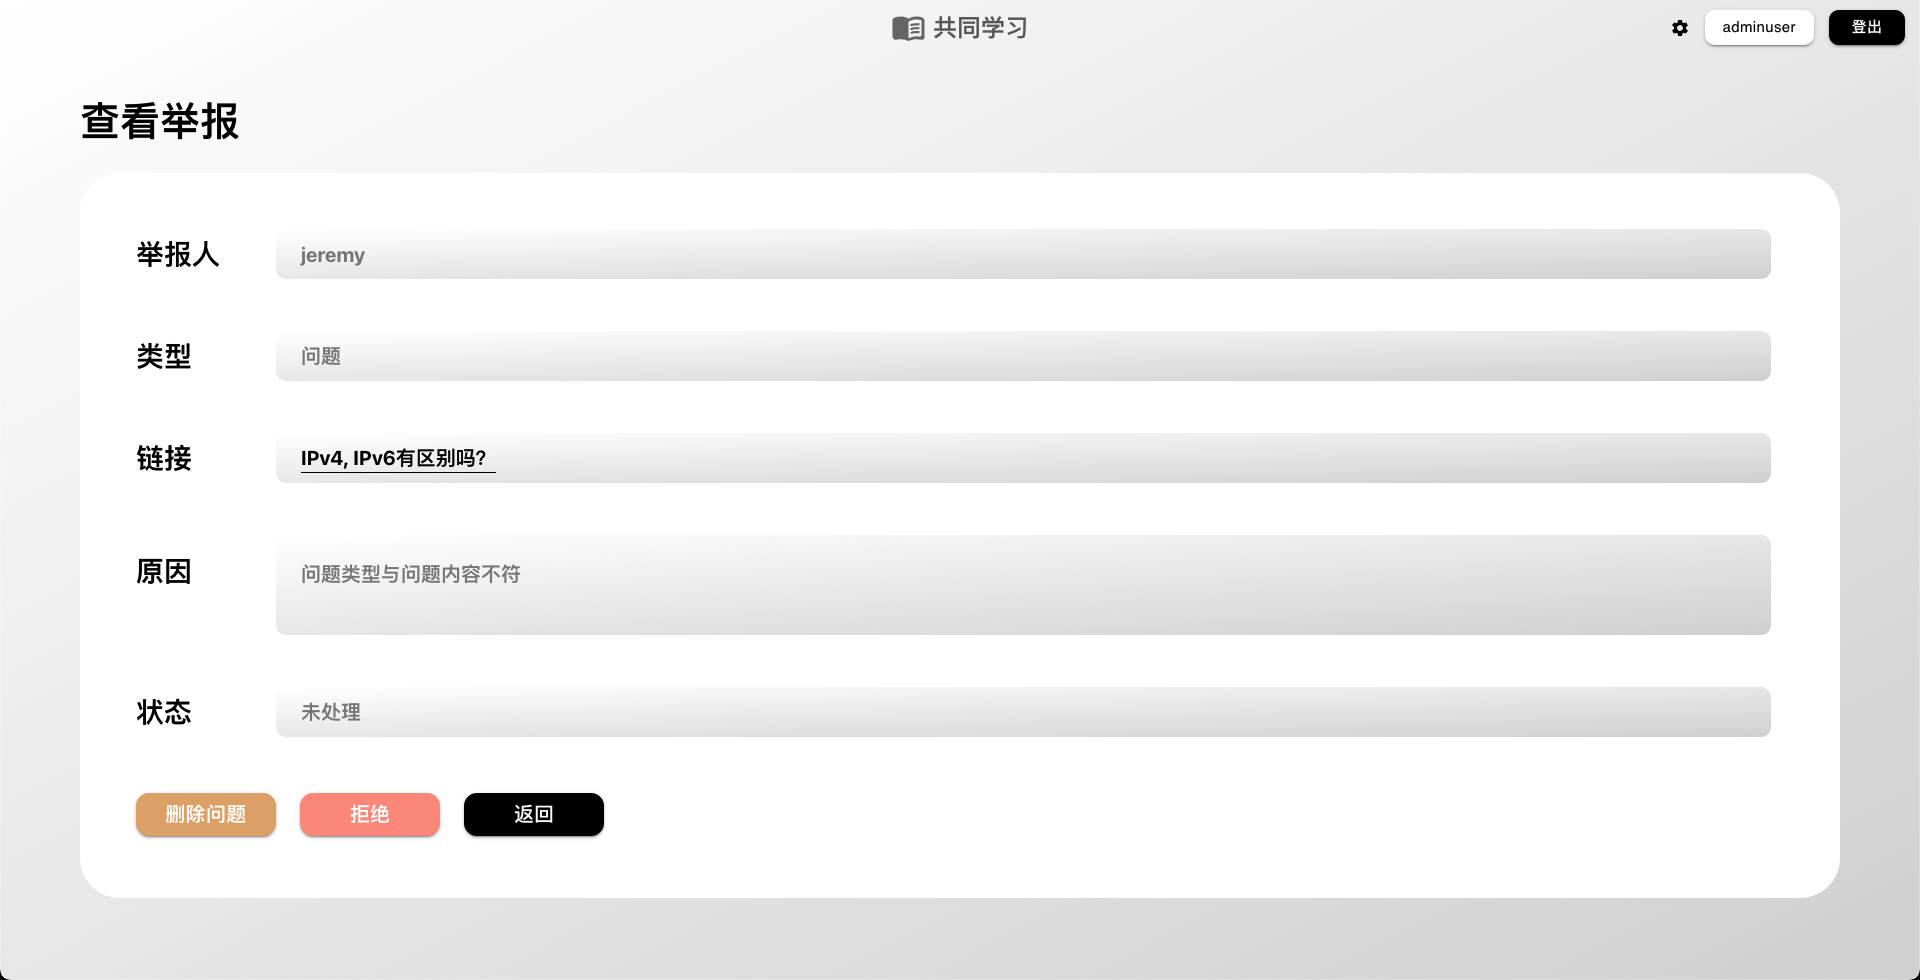 共同学习
adminuser
登出
查看举报
举报人
jeremy
类型
问题
链接
IPv4, IPv6有区别吗?
原因
问题类型与问题内容不符
状态
未处理
删除问题
拒绝
返回